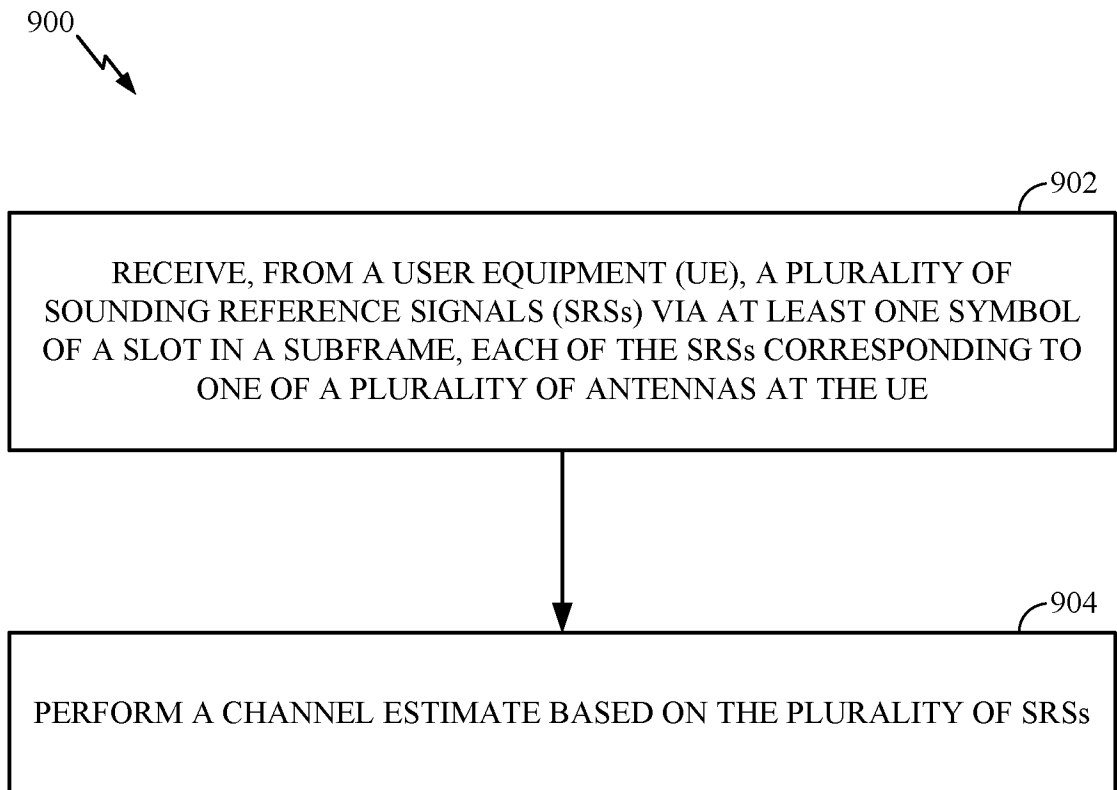 900
902
RECEIVE, FROM A USER EQUIPMENT (UE), A PLURALITY OF
SOUNDING REFERENCE SIGNALS (SRSs) VIA AT LEAST ONE SYMBOL
OF A SLOT IN A SUBFRAME, EACH OF THE SRSs CORRESPONDING TO
ONE OF A PLURALITY OF ANTENNAS AT THE UE
904
PERFORM A CHANNEL ESTIMATE BASED ON THE PLURALITY OF SRSs